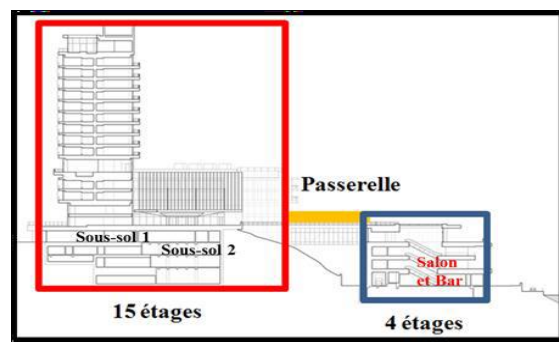 Passerelle
Sous-sol 1
Sous-sol 2
Salon
et Bar
15 étages
4 étages